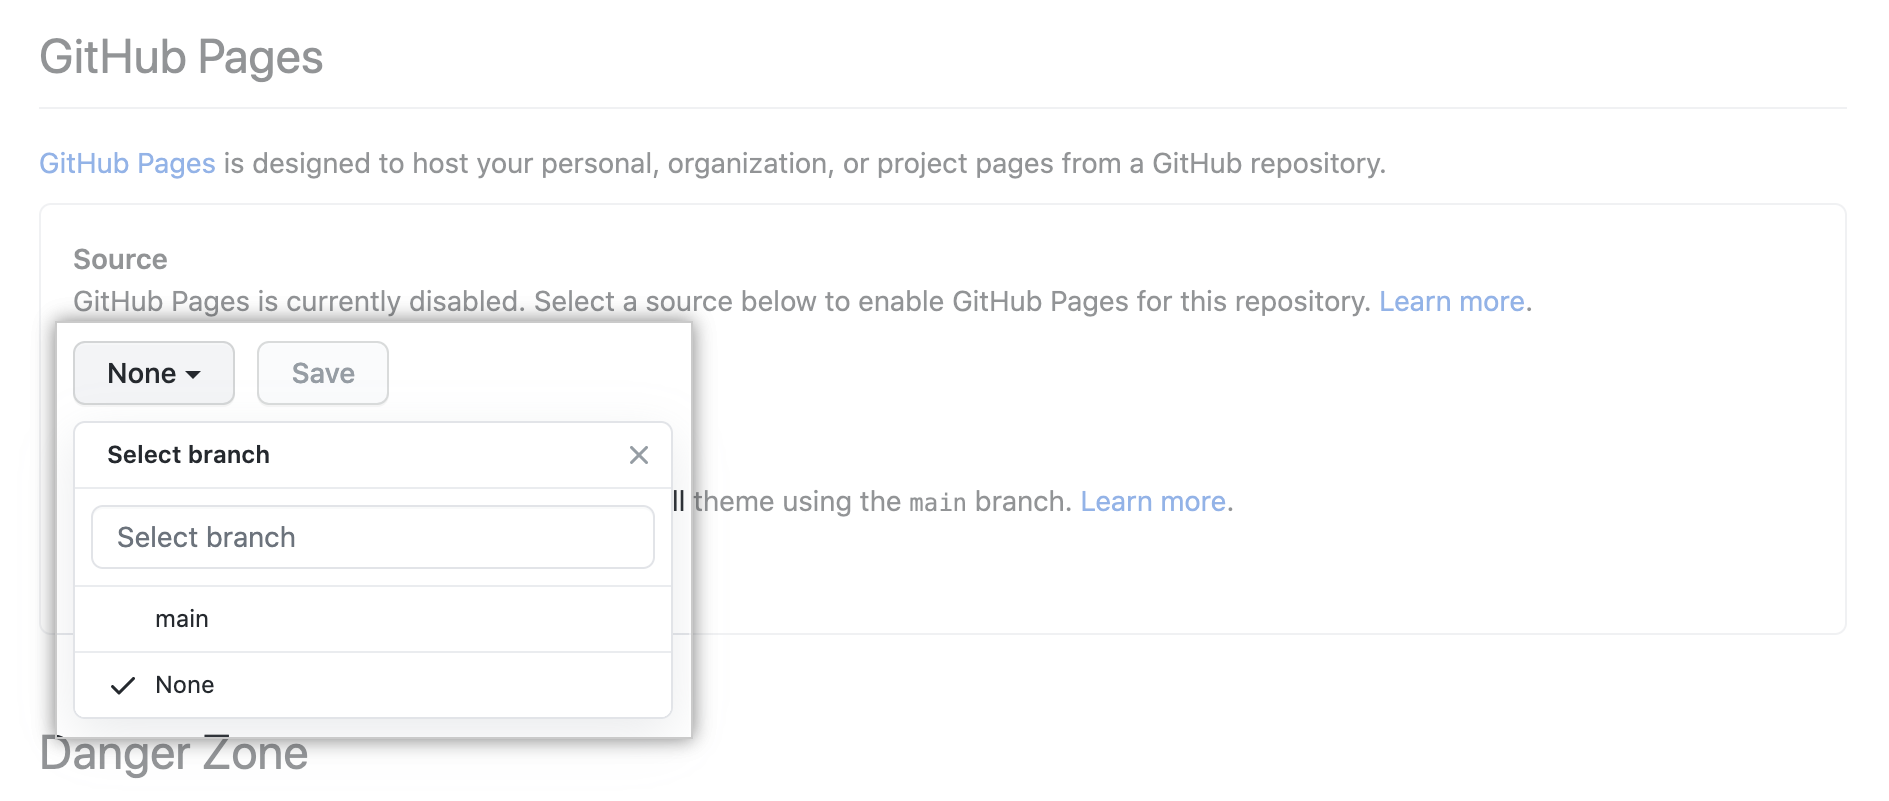 GitHub Pages
GitHub Pages is designed to host your personal, organization, or project pages from a GitHub repository.
Source
GitHub Pages is currently disabled. Select a source below to enable GitHub Pages for this repository. Learn more.
None Save
Select branch
theme using the main branch. Learn more.
Select branch
main
None
Danger Zone